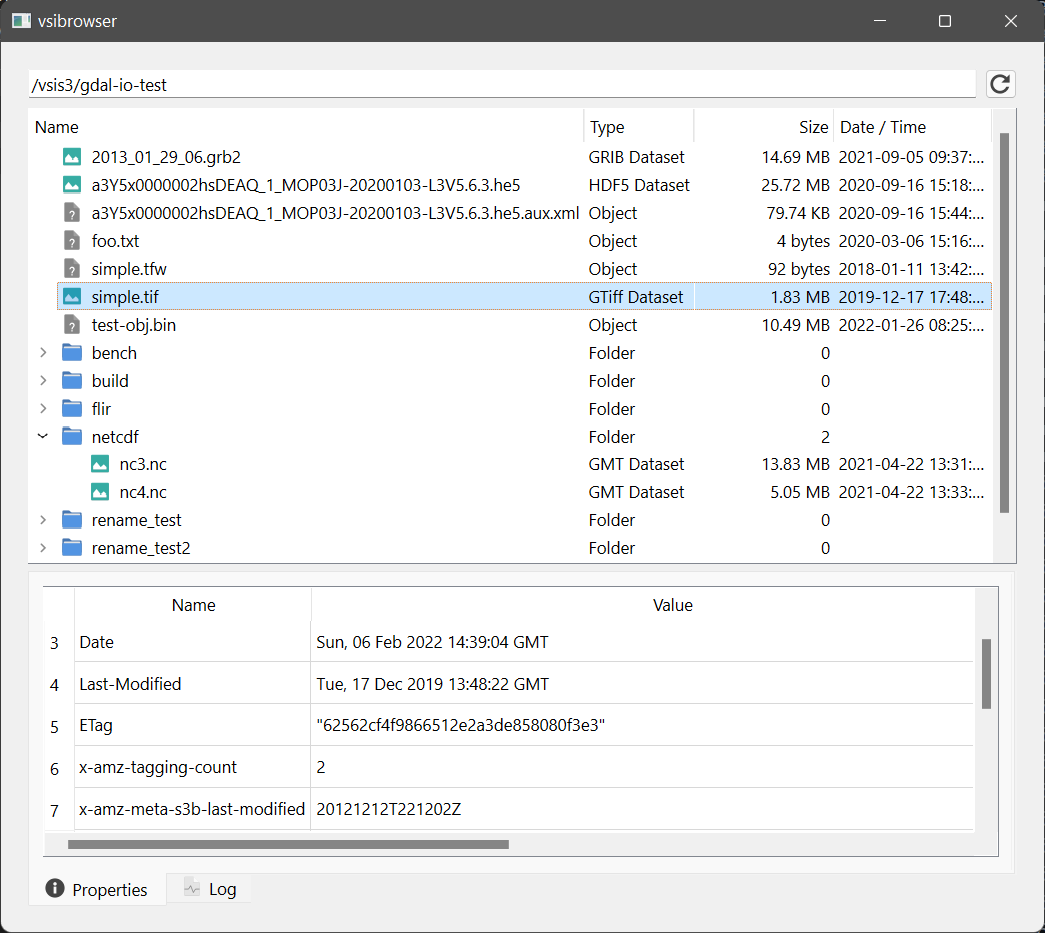 vsibrowser
/vsis3/gdal-io-test
Name Type Size Date / Time
2013_01_29_06.grb2 GRIB Dataset 14.69 MB 2021-09-05 09:37:...
a3Y5x0000002hsDEAQ_1_MOP03J-20200103-L3V5.6.3.he5 HDF5 Dataset 25.72 MB 2020-09-16 15:18:...
a3Y5x0000002hsDEAQ_1_MOP03J-20200103-L3V5.6.3.he5.aux.xml Object 79.74 KB 2020-09-16 15:44:...
foo.txt Object 4 bytes 2020-03-06 15:16:...
simple.tfw Object 92 bytes 2018-01-11 13:42:...
simple.tif GTiff Dataset 1.83 MB 2019-12-17 17:48:...
test-obj.bin Object 10.49 MB 2022-01-26 08:25:...
bench Folder 0
build Folder 0
flir Folder 0
netcdf Folder 2
nc3.nc GMT Dataset 13.83 MB 2021-04-22 13:31:...
nc4.nc GMT Dataset 5.05 MB 2021-04-22 13:33:...
rename_test Folder 0
rename_test2 Folder 0
Name Value
3 Date Sun, 06 Feb 2022 14:39:04 GMT
4 Last-Modified Tue, 17 Dec 2019 13:48:22 GMT
5 ETag "62562cf4f9866512e2a3de858080f3e3"
6 x-amz-tagging-count 2
7 x-amz-meta-s3b-last-modified 20121212T221202Z
Properties Log